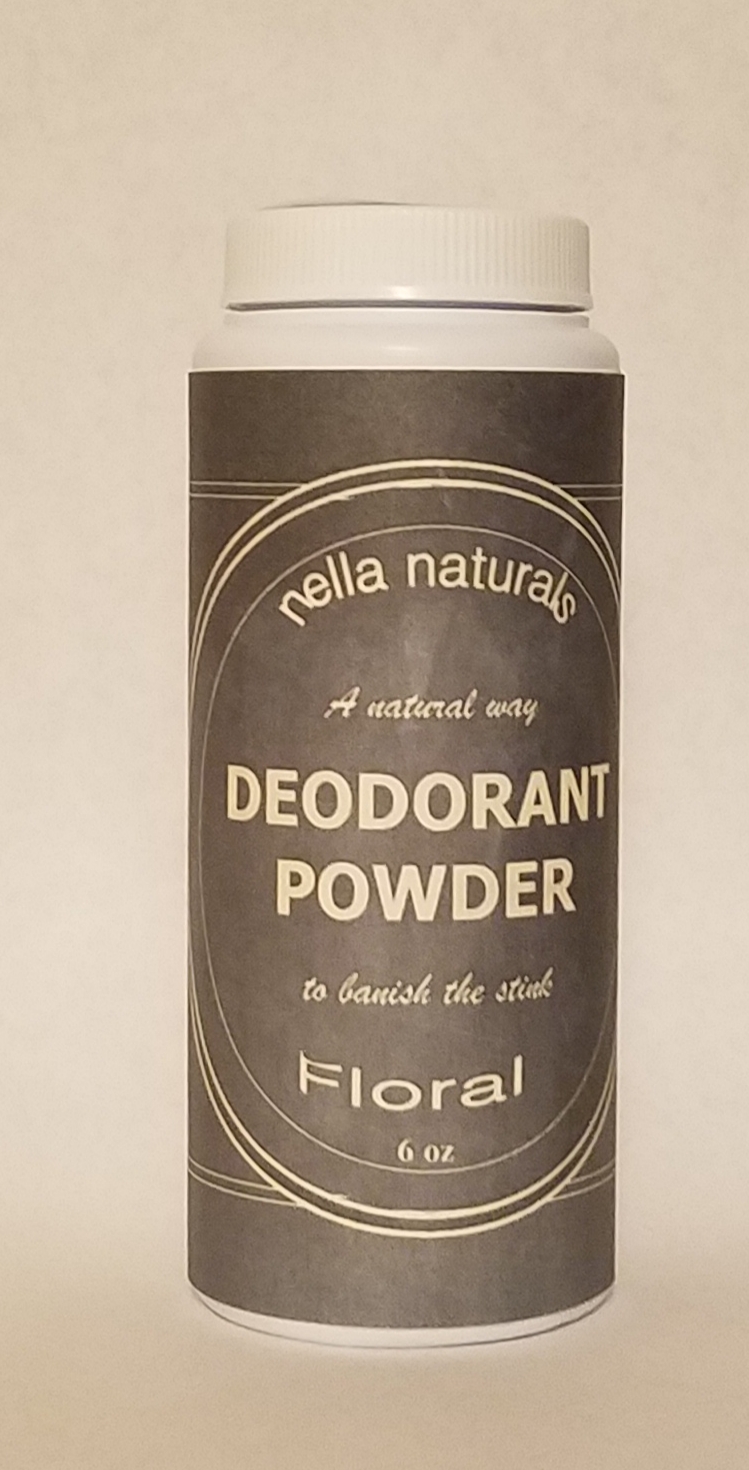 nella naturals
A natural way
DEODORANT
POWDER
to banish the stink
Floral
6 oz